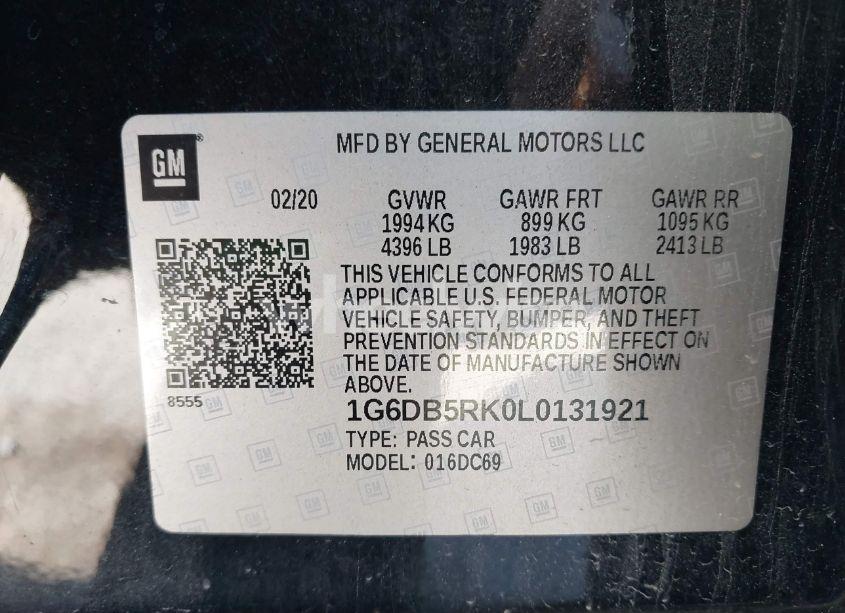 GM
MFD BY GENERAL MOTORS LLC
02/20 GVWR GAWR FRT GAWR RR
1994 KG 899 KG 1095 KG
4396 LB 1983 LB 2413 LB
THIS VEHICLE CONFORMS TO ALL
APPLICABLE U.S. FEDERAL MOTOR
VEHICLE SAFETY, BUMPER, AND THEFT
PREVENTION STANDARDS IN EFFECT ON
THE DATE OF MANUFACTURE SHOWN
ABOVE.
8555
1G6DB5RK0L0131921
TYPE: PASS CAR
MODEL: 016DC69